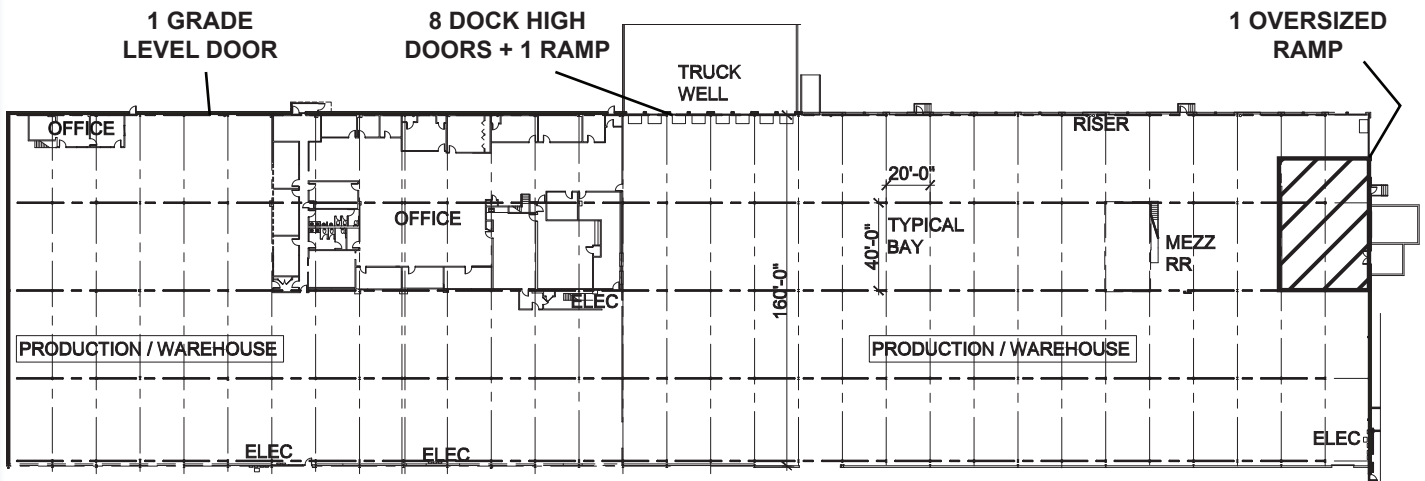 1 GRADE
LEVEL DOOR
8 DOCK HIGH
DOORS + 1 RAMP
1 OVERSIZED
RAMP
TRUCK
WELL
OFFICE
RISER
20'-0"
OFFICE
TYPICAL
BAY
40'-0"
MEZZ
RR
160'-0"
ELEC
PRODUCTION / WAREHOUSE
PRODUCTION / WAREHOUSE
ELEC
ELEC
ELEC